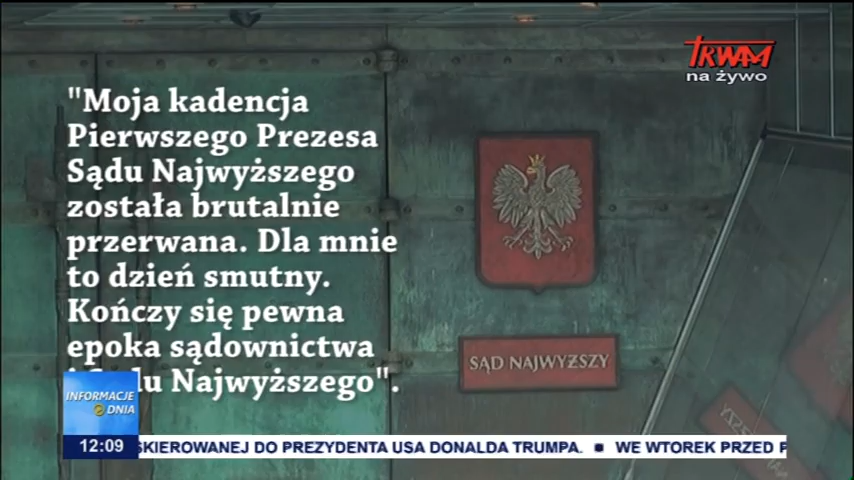 TRWAM
na żywo
"Moja kadencja
Pierwszego Prezesa
Sądu Najwyższego
została brutalnie
przerwana. Dla mnie
to dzień smutny.
Kończy się pewna
epoka sądownictwa
i Sądu Najwyższego".
SĄD NAJWYŻSZY
INFORMACJE
DNIA
12:09
SKIEROWANEJ DO PREZYDENTA USA DONALDA TRUMPA. ■ WE WTOREK PRZED